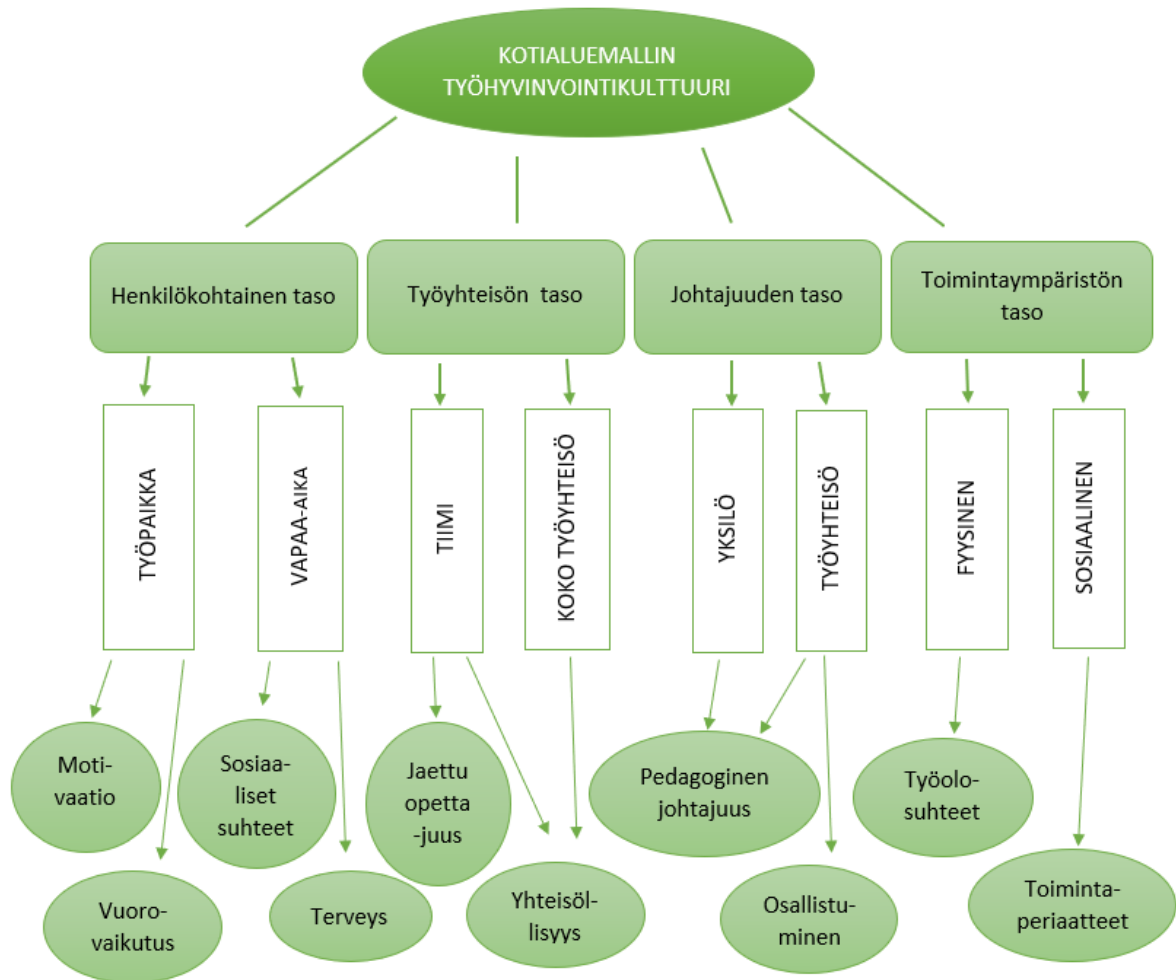 KOTIALUEMALLIN
TYÖHYVINVOINTIKULTTUURI
Henkilökohtainen taso
Työyhteisön taso
Johtajuuden taso
Toimintaympäristön
taso
TYÖPAIKKA
VAPAA-AIKA
TIIMI
KOKO TYÖYHTEISÖ
YKSILÖ
TYÖYHTEISÖ
FYYSINEN
SOSIAALINEN
Moti-
vaatio
Sosiaa-
liset
suhteet
Jaettu
opetta
-juus
Pedagoginen
johtajuus
Työolo-
suhteet
Vuoro-
vaikutus
Terveys
Yhteisöl-
lisyys
Osallistu-
minen
Toiminta-
periaatteet